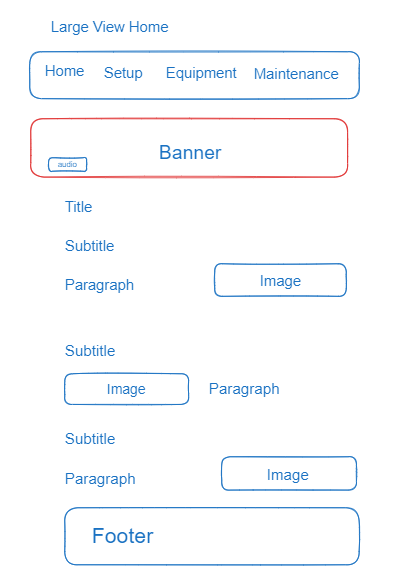 Large View Home
Home Setup Equipment Maintenance
Banner
audio
Title
Subtitle
Paragraph
Image
Subtitle
Image
Paragraph
Subtitle
Paragraph
Image
Footer